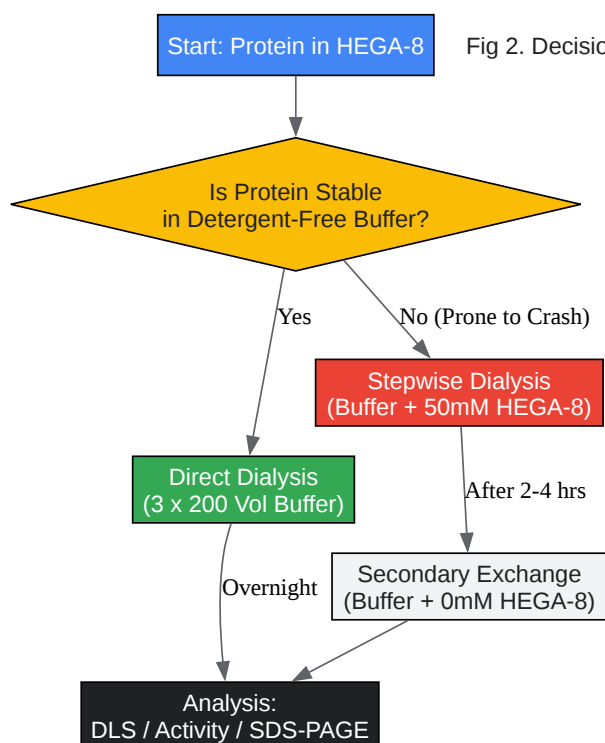 Start: Protein in HEGA-8
Fig 2. Decisio
Is Protein Stable
in Detergent-Free Buffer?
Yes
No (Prone to Crash)
Stepwise Dialysis
(Buffer + 50mM HEGA-8)
Direct Dialysis
(3 x 200 Vol Buffer)
After 2-4 hrs
Secondary Exchange
(Buffer + 0mM HEGA-8)
Overnight
Analysis:
DLS / Activity / SDS-PAGE